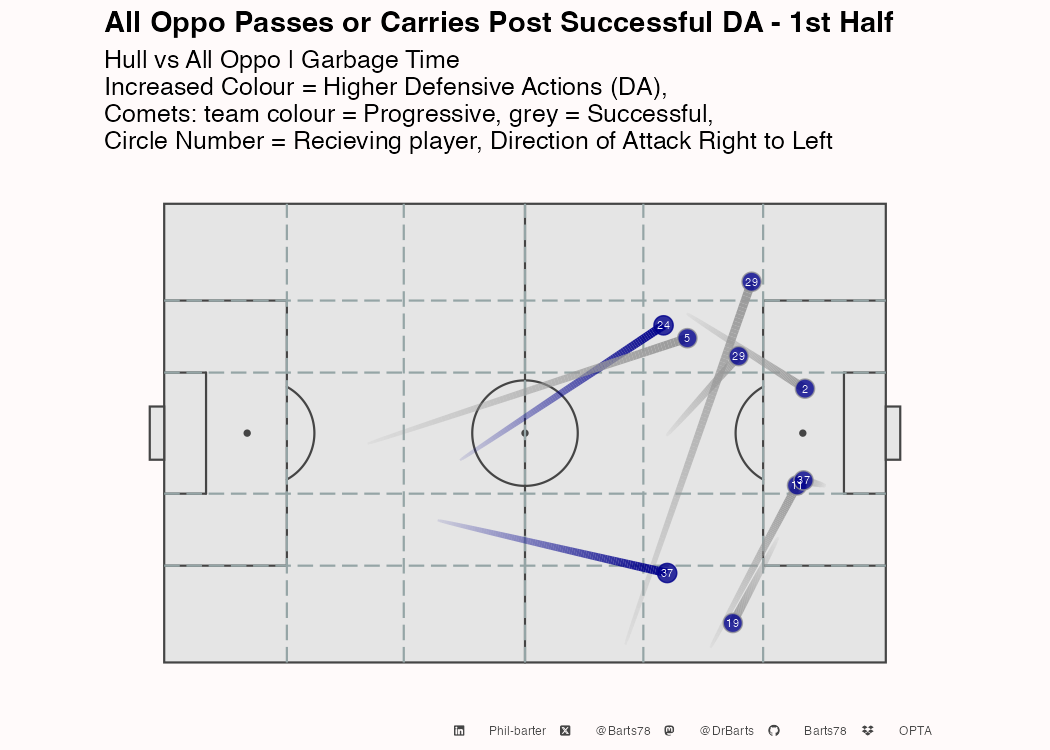 All Oppo Passes or Carries Post Successful DA - 1st Half
Hull vs All Oppo | Garbage Time
Increased Colour = Higher Defensive Actions (DA),
Comets: team colour = Progressive, grey = Successful,
Circle Number = Recieving player, Direction of Attack Right to Left
29
24
5
29
2
37
11
37
19
Phil-barter @Barts78 @DrBarts Barts78 OPTA